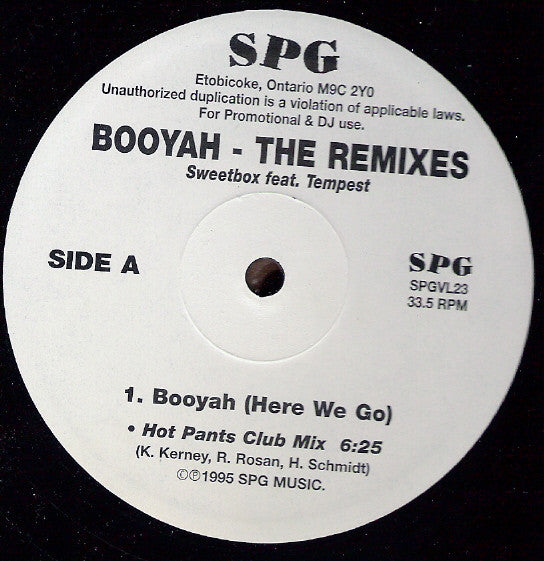 SPG
Etobicoke, Ontario M9C 2Y0
Unauthorized duplication is a violation of applicable laws.
For Promotional & DJ use.
BOOYAH - THE REMIXES
Sweetbox feat. Tempest
SIDE A
SPG
SPGVL23
33.5 RPM
1. Booyah (Here We Go)
• Hot Pants Club Mix 6:25
(K. Kerney, R. Rosan, H. Schmidt)
©℗1995 SPG MUSIC.